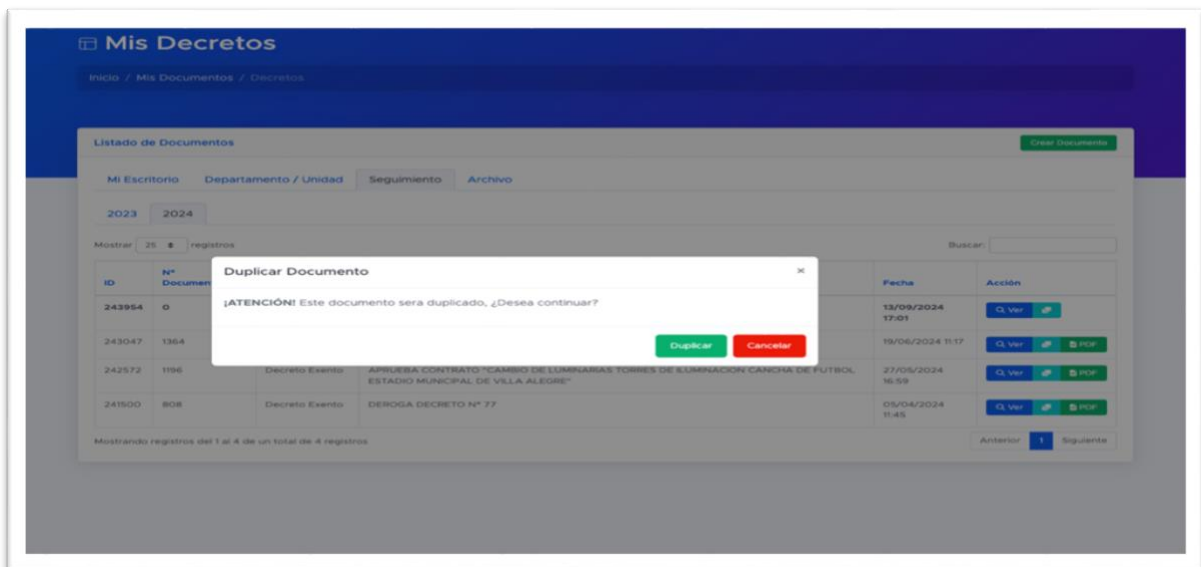 Mis Decretos
Inicio / Mis Documentos / Decretos
Listado de Documentos
Crear Documento
Mi Escritorio Departamento / Unidad Seguimiento Archivo
2023 2024
Mostrar 25 registros
Buscar:
Duplicar Documento ×
¡ATENCIÓN! Este documento sera duplicado, ¿Desea continuar?
Duplicar Cancelar
ID N° Fecha Acción
243954 0 13/09/2024 17:01 Ver
243047 1364 19/06/2024 11:17 Ver PDF
242572 1196 Decreto Exento APRUEBA CONTRATO "CAMBIO DE LUMINARIAS TORRES DE ILUMINACION CANCHA DE FUTBOL, 27/05/2024 Ver PDF
ESTADIO MUNICIPAL DE VILLA ALEGRE" 16:59
241500 808 Decreto Exento DEROGA DECRETO N° 77 05/04/2024 11:45 Ver PDF
Mostrando registros del 1 al 4 de un total de 4 registros
Anterior 1 Siguiente